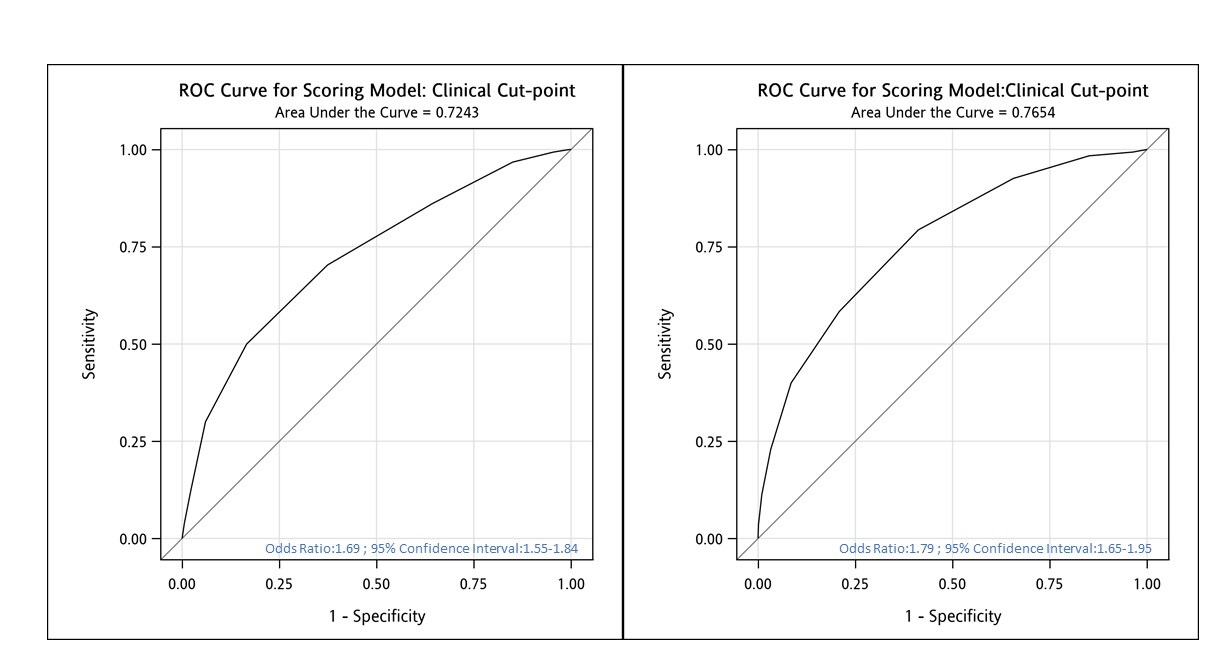 ROC Curve for Scoring Model: Clinical Cut-point
Area Under the Curve = 0.7243
1.00
0.75
0.50
0.25
0.00
Sensitivity
Odds Ratio:1.69 ; 95% Confidence Interval:1.55-1.84
0.00 0.25 0.50 0.75 1.00
1 - Specificity
ROC Curve for Scoring Model:Clinical Cut-point
Area Under the Curve = 0.7654
1.00
0.75
0.50
0.25
0.00
Sensitivity
Odds Ratio:1.79 ; 95% Confidence Interval:1.65-1.95
0.00 0.25 0.50 0.75 1.00
1 - Specificity